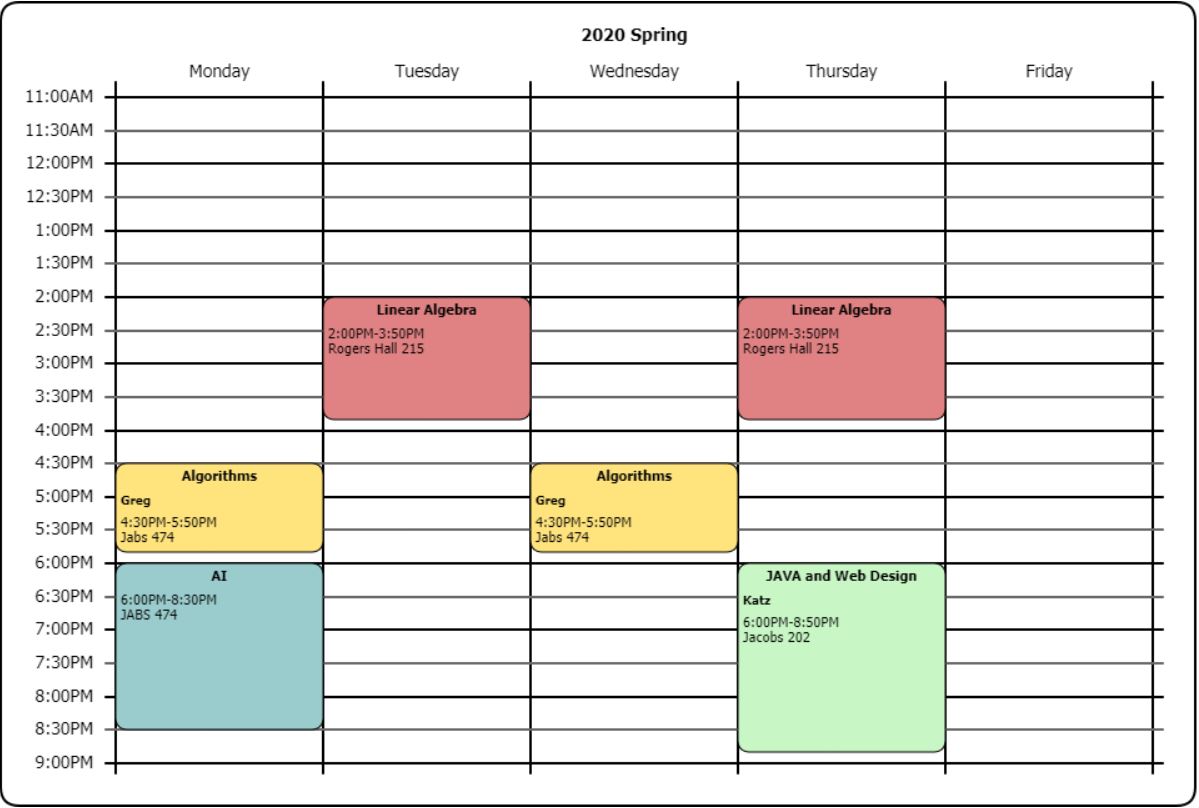 2020 Spring
Monday Tuesday Wednesday Thursday Friday
11:00AM
11:30AM
12:00PM
12:30PM
1:00PM
1:30PM
2:00PM
2:30PM
3:00PM
3:30PM
4:00PM
4:30PM
5:00PM
5:30PM
6:00PM
6:30PM
7:00PM
7:30PM
8:00PM
8:30PM
9:00PM
Algorithms
Greg
4:30PM-5:50PM
Jabs 474
AI
6:00PM-8:30PM
JABS 474
Linear Algebra
2:00PM-3:50PM
Rogers Hall 215
Algorithms
Greg
4:30PM-5:50PM
Jabs 474
Linear Algebra
2:00PM-3:50PM
Rogers Hall 215
JAVA and Web Design
Katz
6:00PM-8:50PM
Jacobs 202